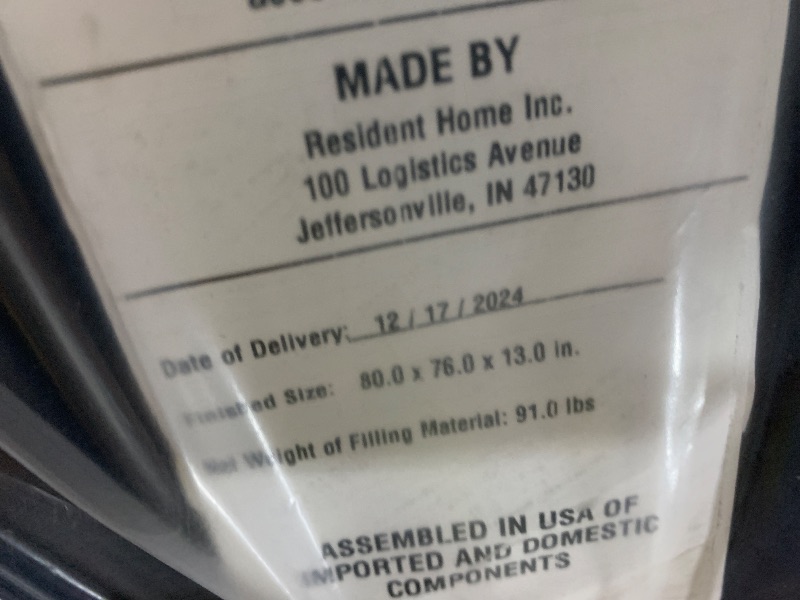 MADE BY
Resident Home Inc.
100 Logistics Avenue
Jeffersonville, IN 47130
Date of Delivery: 12 / 17 / 2024
Finished Size: 80.0 x 76.0 x 13.0 in.
Net Weight of Filling Material: 91.0 lbs
ASSEMBLED IN USA OF
IMPORTED AND DOMESTIC
COMPONENTS